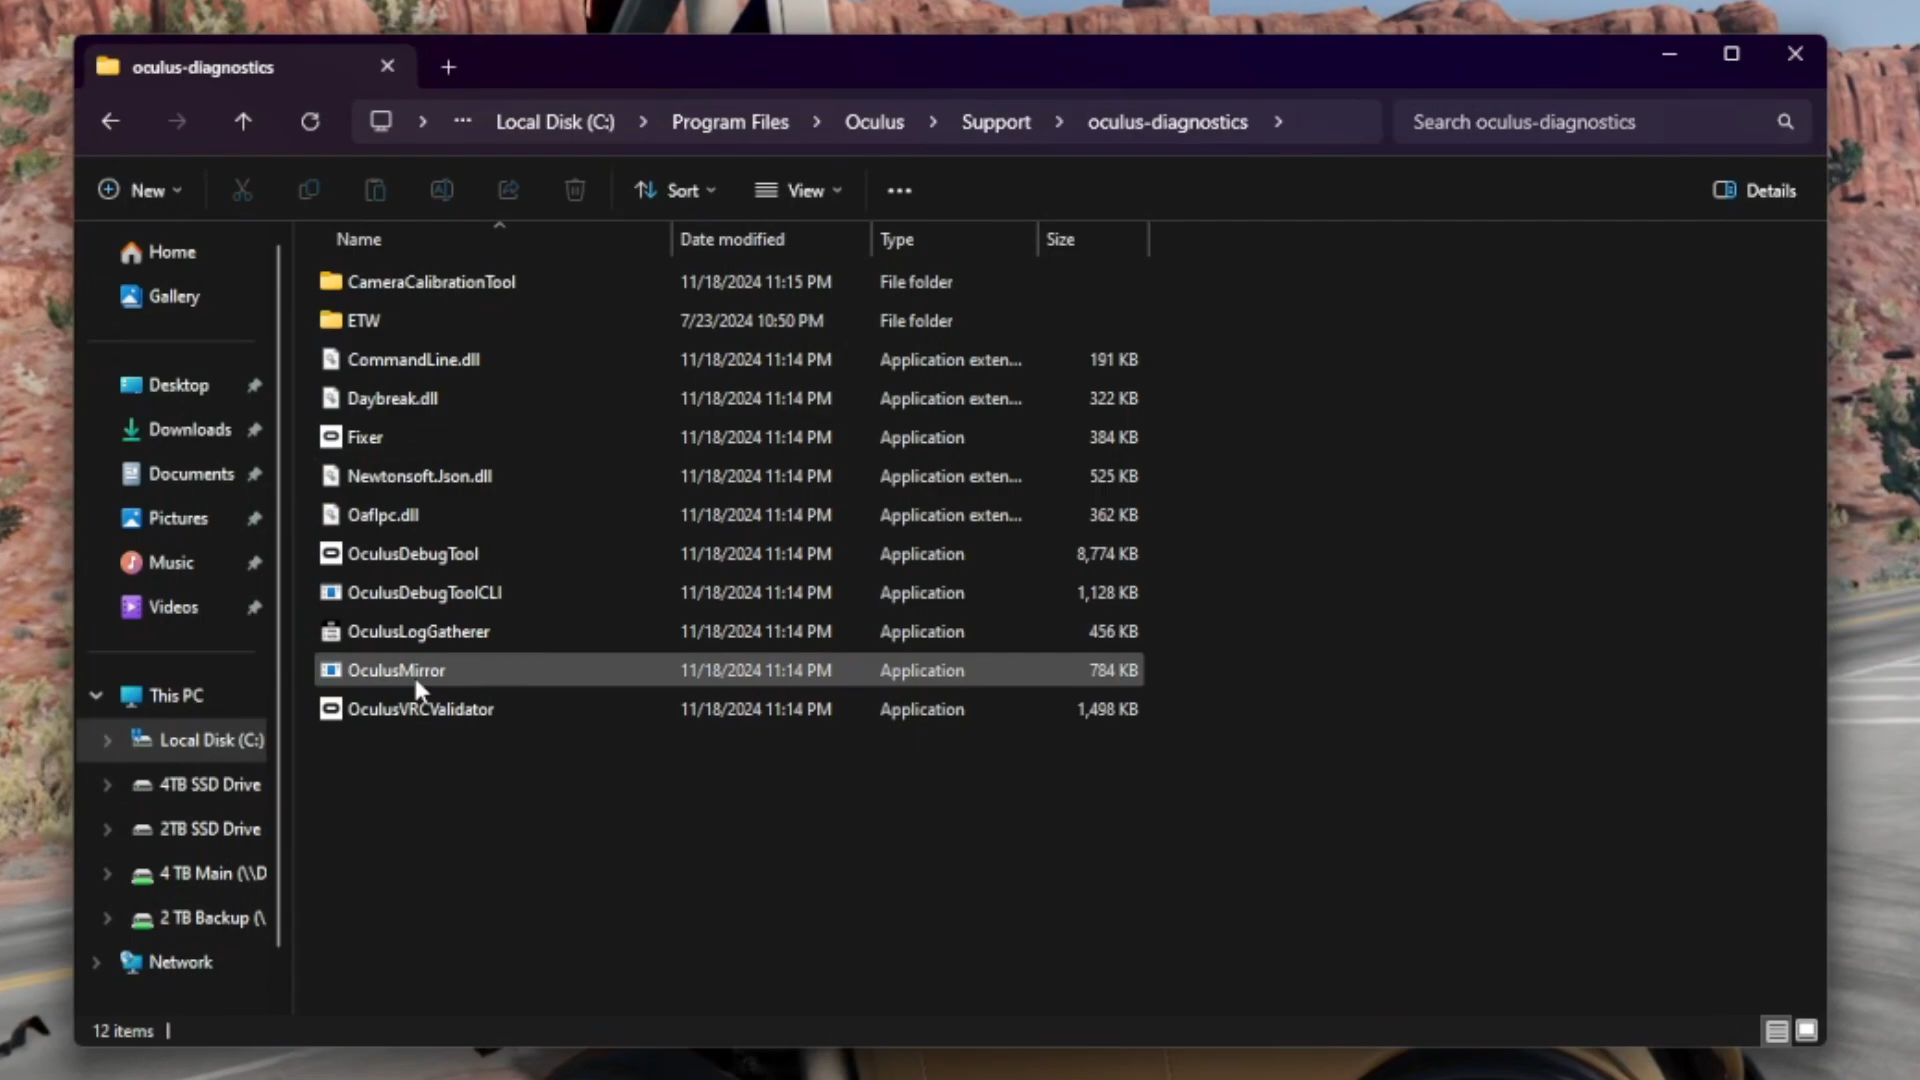 oculus-diagnostics
Local Disk (C:) Program Files Oculus Support oculus-diagnostics Search oculus-diagnostics
New Sort View Details
Name Date modified Type Size
Home
Gallery
Desktop
Downloads
Documents
Pictures
Music
Videos
This PC
Local Disk (C:)
4TB SSD Drive
2TB SSD Drive
4 TB Main (\\D
2 TB Backup (\
Network
CameraCalibrationTool 11/18/2024 11:15 PM File folder
ETW 7/23/2024 10:50 PM File folder
CommandLine.dll 11/18/2024 11:14 PM Application exten... 191 KB
Daybreak.dll 11/18/2024 11:14 PM Application exten... 322 KB
Fixer 11/18/2024 11:14 PM Application 384 KB
Newtonsoft.Json.dll 11/18/2024 11:14 PM Application exten... 525 KB
OafIpc.dll 11/18/2024 11:14 PM Application exten... 362 KB
OculusDebugTool 11/18/2024 11:14 PM Application 8,774 KB
OculusDebugToolCLI 11/18/2024 11:14 PM Application 1,128 KB
OculusLogGatherer 11/18/2024 11:14 PM Application 456 KB
OculusMirror 11/18/2024 11:14 PM Application 784 KB
OculusVRCValidator 11/18/2024 11:14 PM Application 1,498 KB
12 items